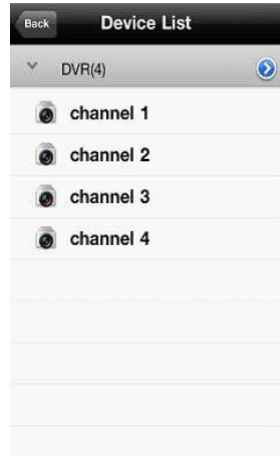 Back
Device List
DVR(4)
channel 1
channel 2
channel 3
channel 4